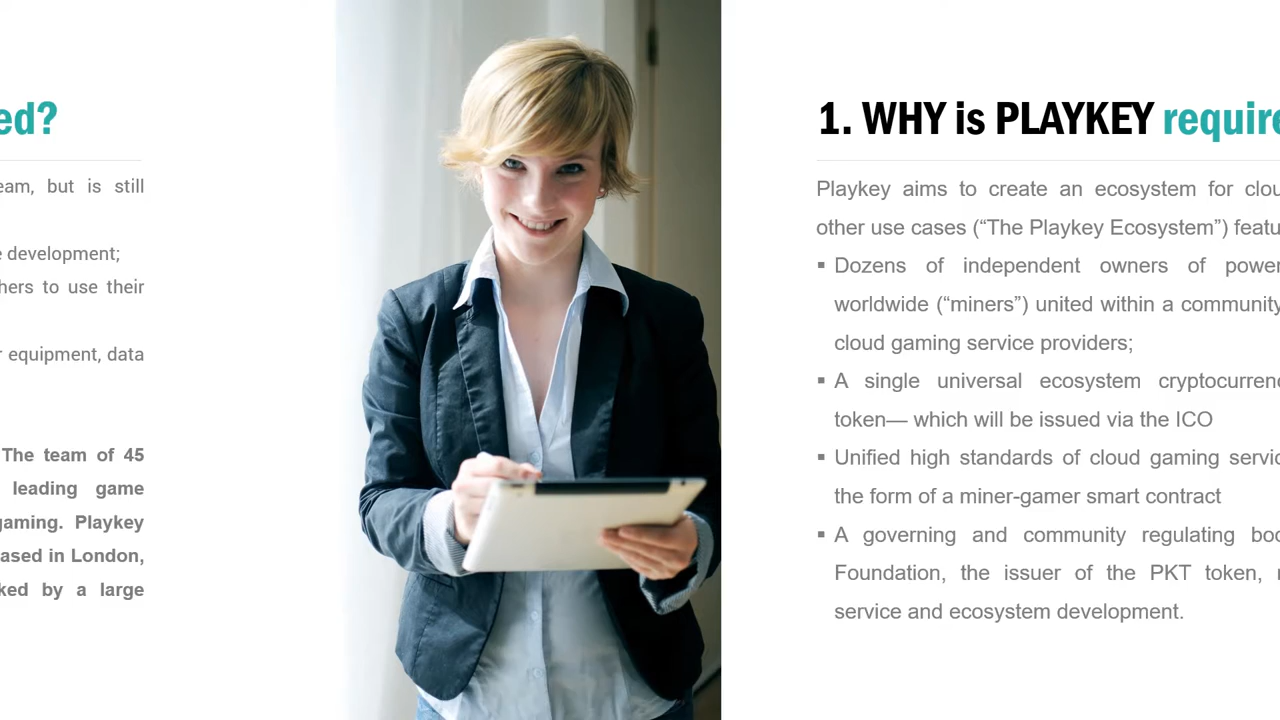 ed?
eam, but is still
e development;
hers to use their
r equipment, data
The team of 45
leading game
gaming. Playkey
ased in London,
ked by a large
1. WHY is PLAYKEY require
Playkey aims to create an ecosystem for clou
other use cases (“The Playkey Ecosystem”) featu
▪ Dozens of independent owners of power
worldwide (“miners”) united within a community
cloud gaming service providers;
▪ A single universal ecosystem cryptocurrenc
token— which will be issued via the ICO
▪ Unified high standards of cloud gaming servic
the form of a miner-gamer smart contract
▪ A governing and community regulating bod
Foundation, the issuer of the PKT token, r
service and ecosystem development.